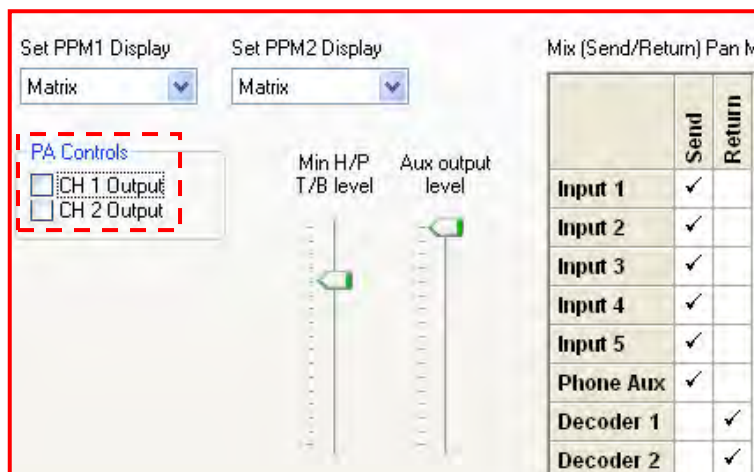 Set PPM1 Display
Set PPM2 Display
Matrix
Matrix
PA Controls
CH 1 Output
CH 2 Output
Min H/P
T/B level
Aux output
level
Mix (Send/Return) Pan M
Send
Return
Input 1 ✓
Input 2 ✓
Input 3 ✓
Input 4 ✓
Input 5 ✓
Phone Aux ✓
Decoder 1 ✓
Decoder 2 ✓